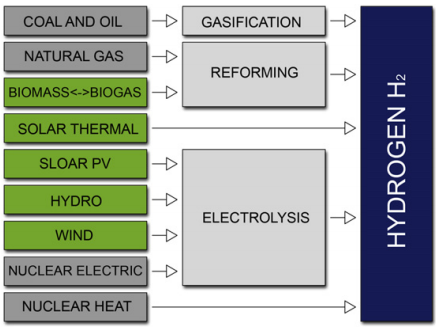 COAL AND OIL
GASIFICATION
NATURAL GAS
REFORMING
BIOMASS<->BIOGAS
SOLAR THERMAL
SLOAR PV
HYDRO
ELECTROLYSIS
WIND
NUCLEAR ELECTRIC
NUCLEAR HEAT
HYDROGEN H₂